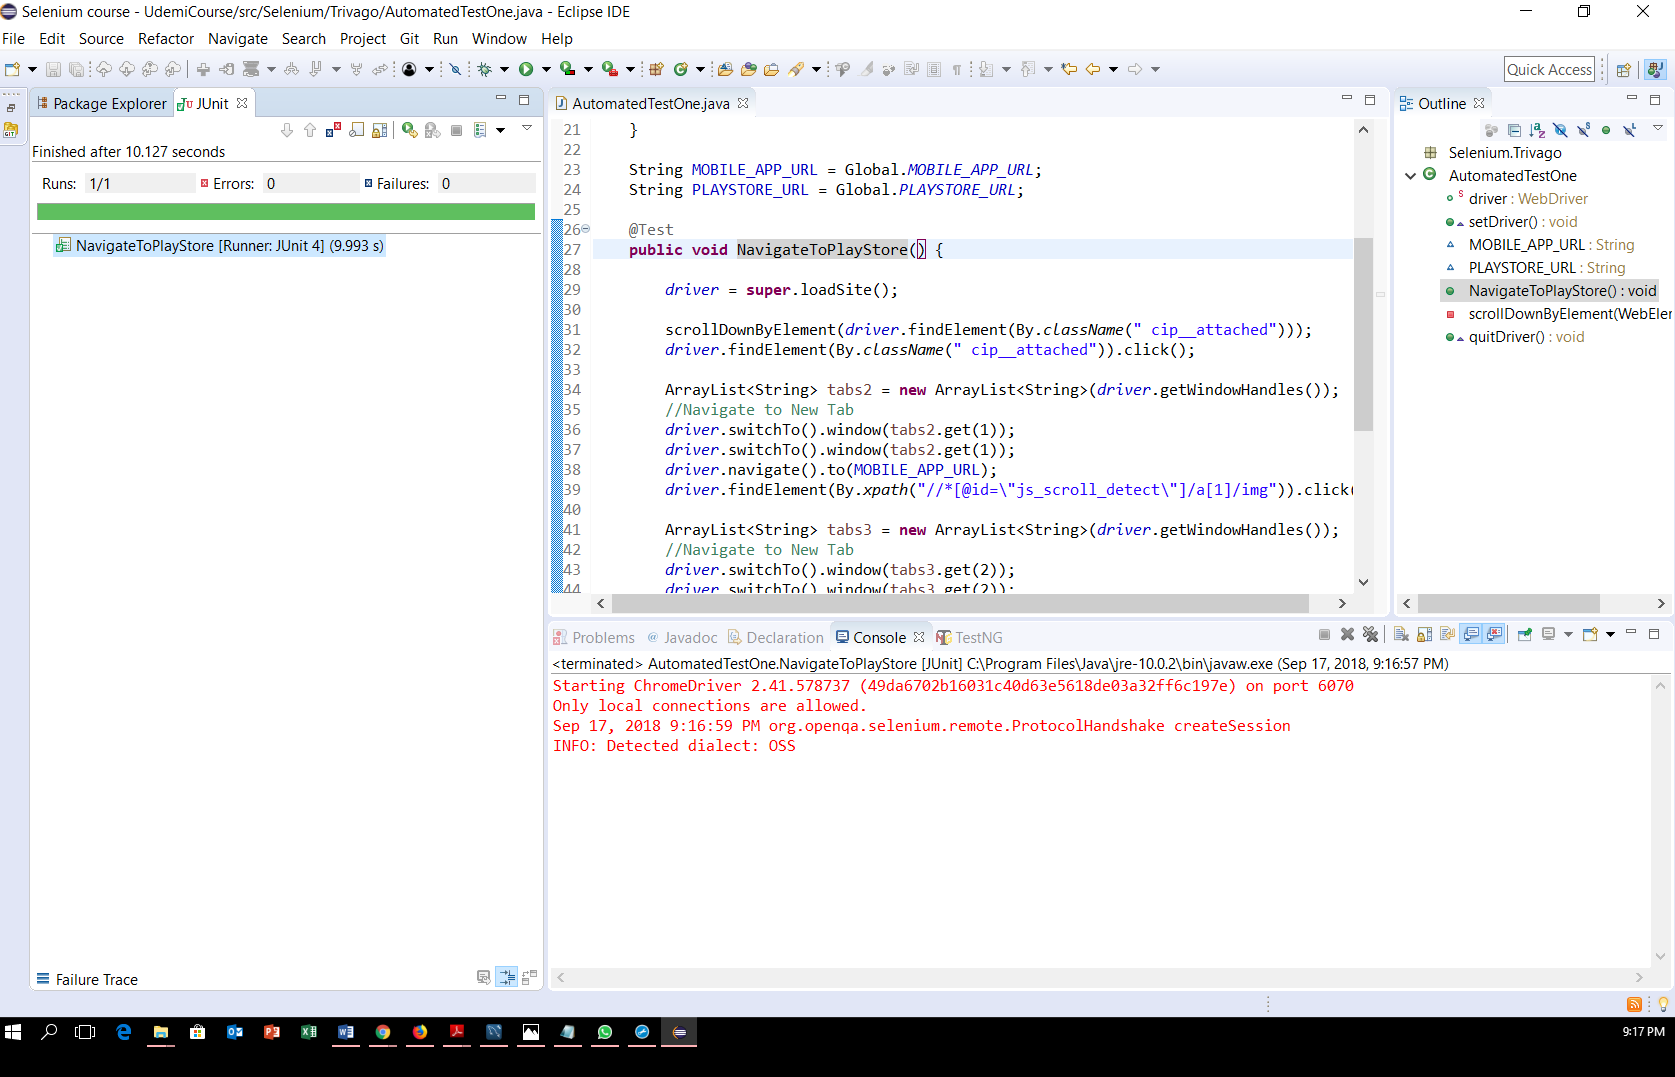 Selenium course - UdemiCourse/src/Selenium/Trivago/AutomatedTestOne.java - Eclipse IDE
File Edit Source Refactor Navigate Search Project Git Run Window Help
Quick Access
Package Explorer JUnit
Finished after 10.127 seconds
Runs: 1/1 Errors: 0 Failures: 0
NavigateToPlayStore [Runner: JUnit 4] (9.993 s)
Failure Trace
AutomatedTestOne.java
21 }
22
23 String MOBILE_APP_URL = Global.MOBILE_APP_URL;
24 String PLAYSTORE_URL = Global.PLAYSTORE_URL;
25
26 @Test
27 public void NavigateToPlayStore() {
28
29 driver = super.loadSite();
30
31 scrollDownByElement(driver.findElement(By.className(" cip__attached")));
32 driver.findElement(By.className(" cip__attached")).click();
33
34 ArrayList<String> tabs2 = new ArrayList<String>(driver.getWindowHandles());
35 //Navigate to New Tab
36 driver.switchTo().window(tabs2.get(1));
37 driver.switchTo().window(tabs2.get(1));
38 driver.navigate().to(MOBILE_APP_URL);
39 driver.findElement(By.xpath("//*[@id=\"js_scroll_detect\"]/a[1]/img")).click(
40
41 ArrayList<String> tabs3 = new ArrayList<String>(driver.getWindowHandles());
42 //Navigate to New Tab
43 driver.switchTo().window(tabs3.get(2));
44 driver.switchTo().window(tabs3.get(2));
Outline
Selenium.Trivago
AutomatedTestOne
driver : WebDriver
setDriver() : void
MOBILE_APP_URL : String
PLAYSTORE_URL : String
NavigateToPlayStore() : void
scrollDownByElement(WebEler
quitDriver() : void
Problems Javadoc Declaration Console TestNG
<terminated> AutomatedTestOne.NavigateToPlayStore [JUnit] C:\Program Files\Java\jre-10.0.2\bin\javaw.exe (Sep 17, 2018, 9:16:57 PM)
Starting ChromeDriver 2.41.578737 (49da6702b16031c40d63e5618de03a32ff6c197e) on port 6070
Only local connections are allowed.
Sep 17, 2018 9:16:59 PM org.openqa.selenium.remote.ProtocolHandshake createSession
INFO: Detected dialect: OSS
9:17 PM